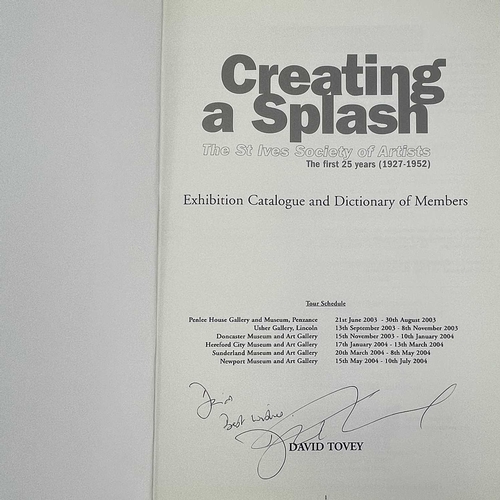 Creating
a Splash
The St Ives Society of Artists
The first 25 years (1927-1952)
Exhibition Catalogue and Dictionary of Members
Tour Schedule
Penlee House Gallery and Museum, Penzance 21st June 2003 - 30th August 2003
Usher Gallery, Lincoln 13th September 2003 - 8th November 2003
Doncaster Museum and Art Gallery 15th November 2003 - 10th January 2004
Hereford City Museum and Art Gallery 17th January 2004 - 13th March 2004
Sunderland Museum and Art Gallery 20th March 2004 - 8th May 2004
Newport Museum and Art Gallery 15th May 2004 - 10th July 2004
Best wishes
DAVID TOVEY